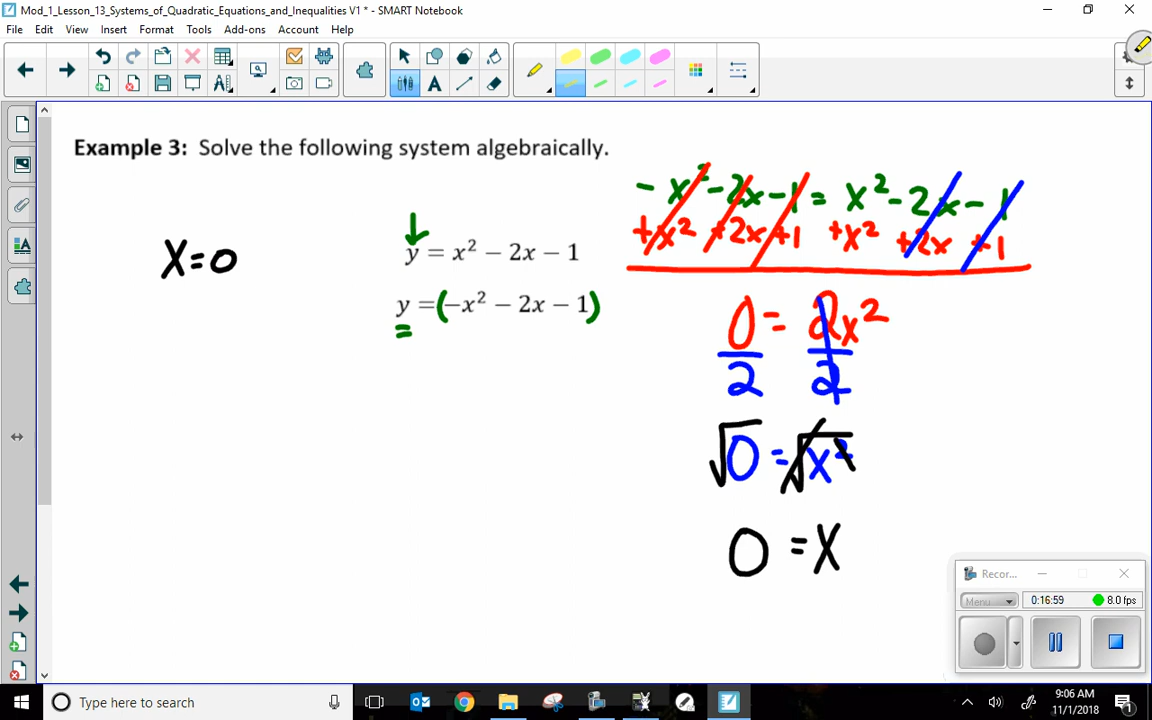 Mod_1_Lesson_13_Systems_of_Quadratic_Equations_and_Inequalities V1 * - SMART Notebook
File Edit View Insert Format Tools Add-ons Account Help
Example 3: Solve the following system algebraically.
X=0
y = x² − 2x − 1
y =(−x² − 2x − 1)
=
-x²-2x-1= x²-2x-1
+x² +2x +1 +x² +2x +1
0 = 2x²
2 2
√0 = √x²
0 = X
Recor...
Menu 0:16:59 8.0 fps
Type here to search
9:06 AM
11/1/2018
1